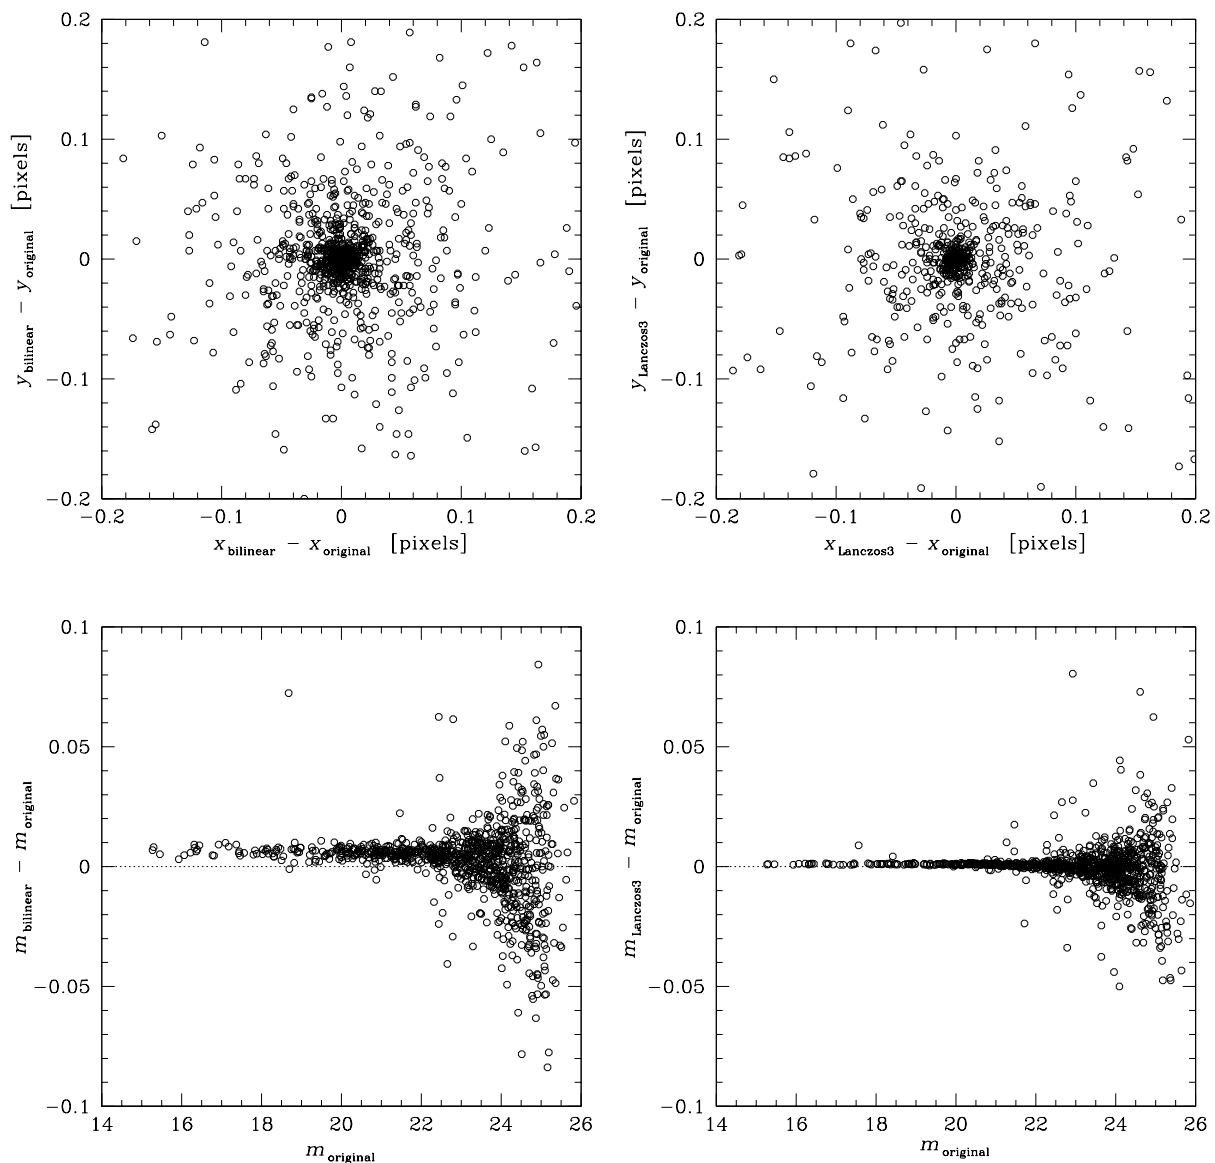 0.2
0.1
0
−0.1
−0.2
y bilinear − y original [pixels]
−0.2 −0.1 0 0.1 0.2
x bilinear − x original [pixels]
0.2
0.1
0
−0.1
−0.2
y Lanczos3 − y original [pixels]
−0.2 −0.1 0 0.1 0.2
x Lanczos3 − x original [pixels]
0.1
0.05
0
−0.05
−0.1
m bilinear − m original
14 16 18 20 22 24 26
m original
0.1
0.05
0
−0.05
−0.1
m Lanczos3 − m original
14 16 18 20 22 24 26
m original